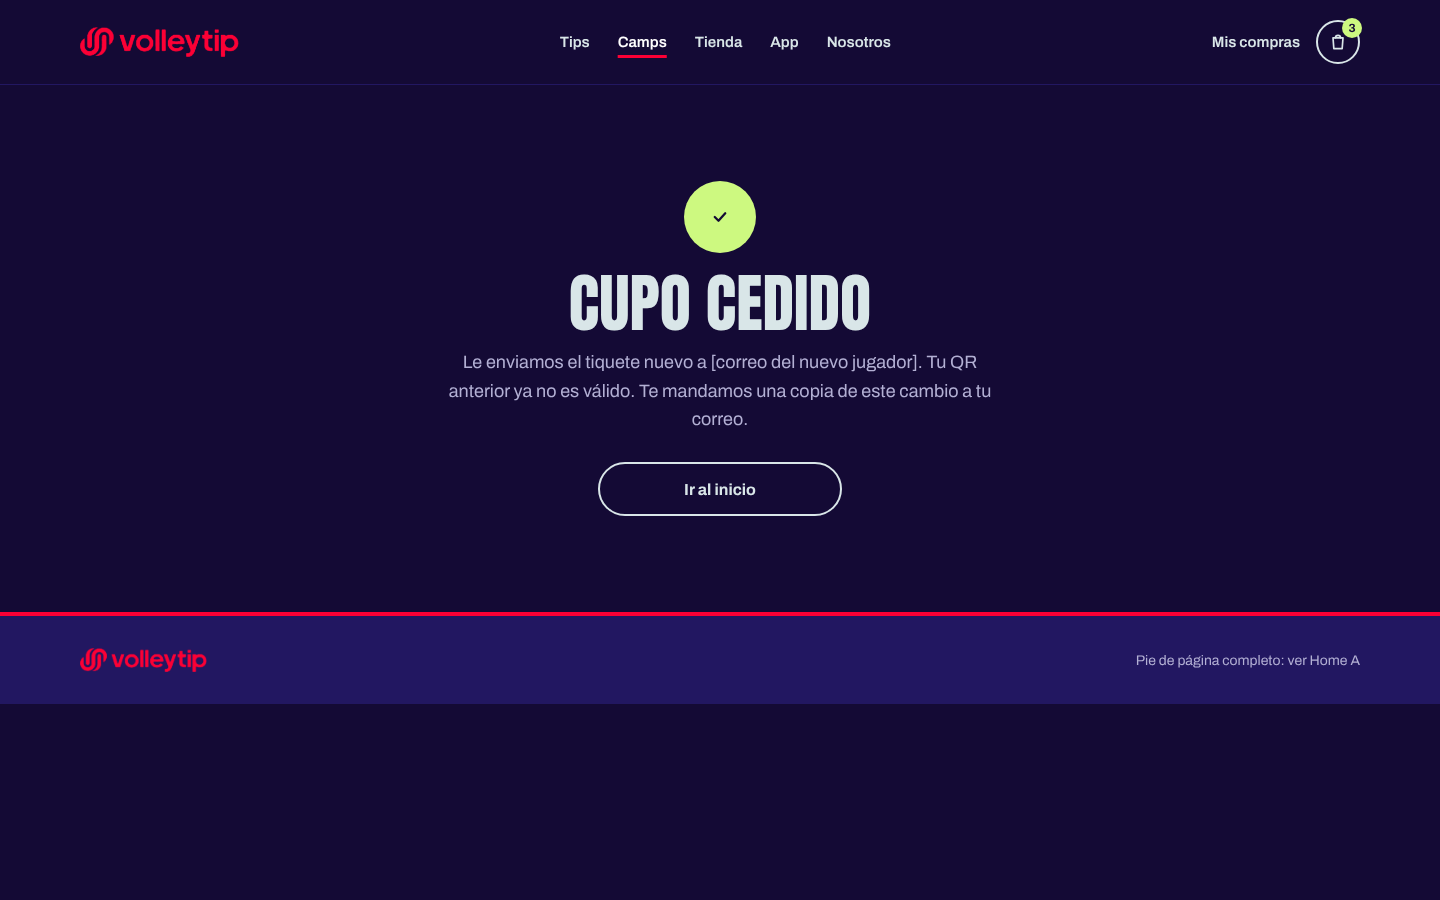 volleytip
Tips
Camps
Tienda
App
Nosotros
Mis compras
3
CUPO CEDIDO
Le enviamos el tiquete nuevo a [correo del nuevo jugador]. Tu QR
anterior ya no es válido. Te mandamos una copia de este cambio a tu
correo.
Ir al inicio
volleytip
Pie de página completo: ver Home A